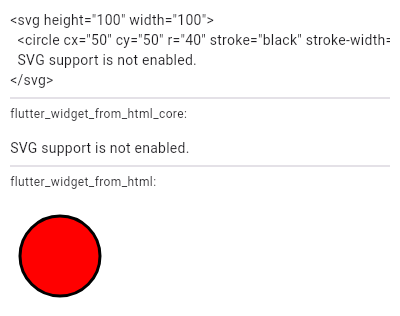 <svg height="100" width="100">
<circle cx="50" cy="50" r="40" stroke="black" stroke-width=
SVG support is not enabled.
</svg>
flutter_widget_from_html_core:
SVG support is not enabled.
flutter_widget_from_html: